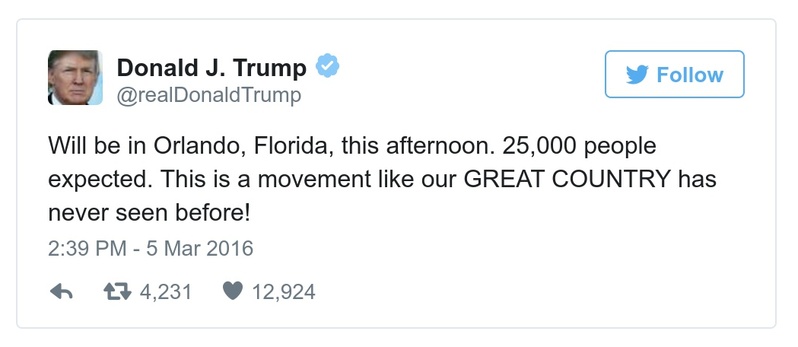 Donald J. Trump
@realDonaldTrump
Follow
Will be in Orlando, Florida, this afternoon. 25,000 people
expected. This is a movement like our GREAT COUNTRY has
never seen before!
2:39 PM - 5 Mar 2016
4,231 12,924